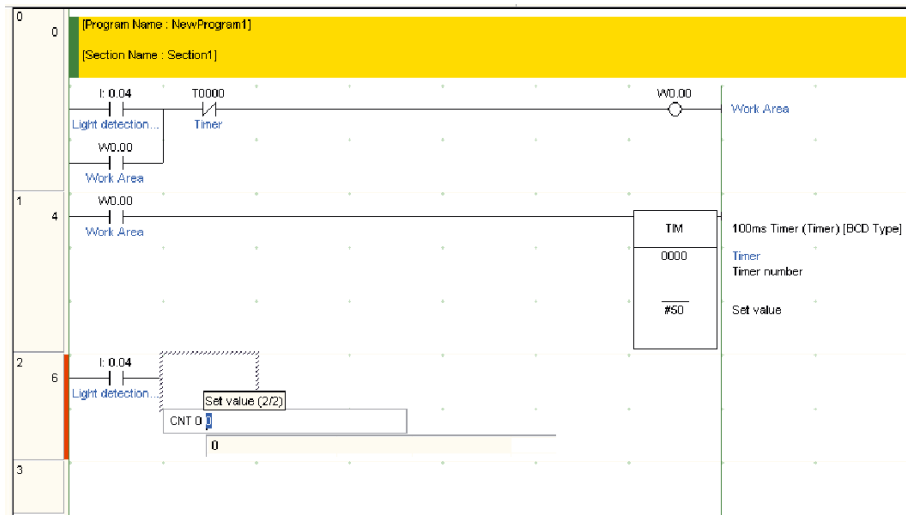 0
0
[Program Name : NewProgram1]
[Section Name : Section1]
I: 0.04
T0000
W0.00
Light detection...
Timer
Work Area
W0.00
Work Area
1
4
W0.00
Work Area
TIM
100ms Timer (Timer) [BCD Type]
0000
Timer
Timer number
#50
Set value
2
6
I: 0.04
Light detection...
Set value (2/2)
CNT 0 0
0
3